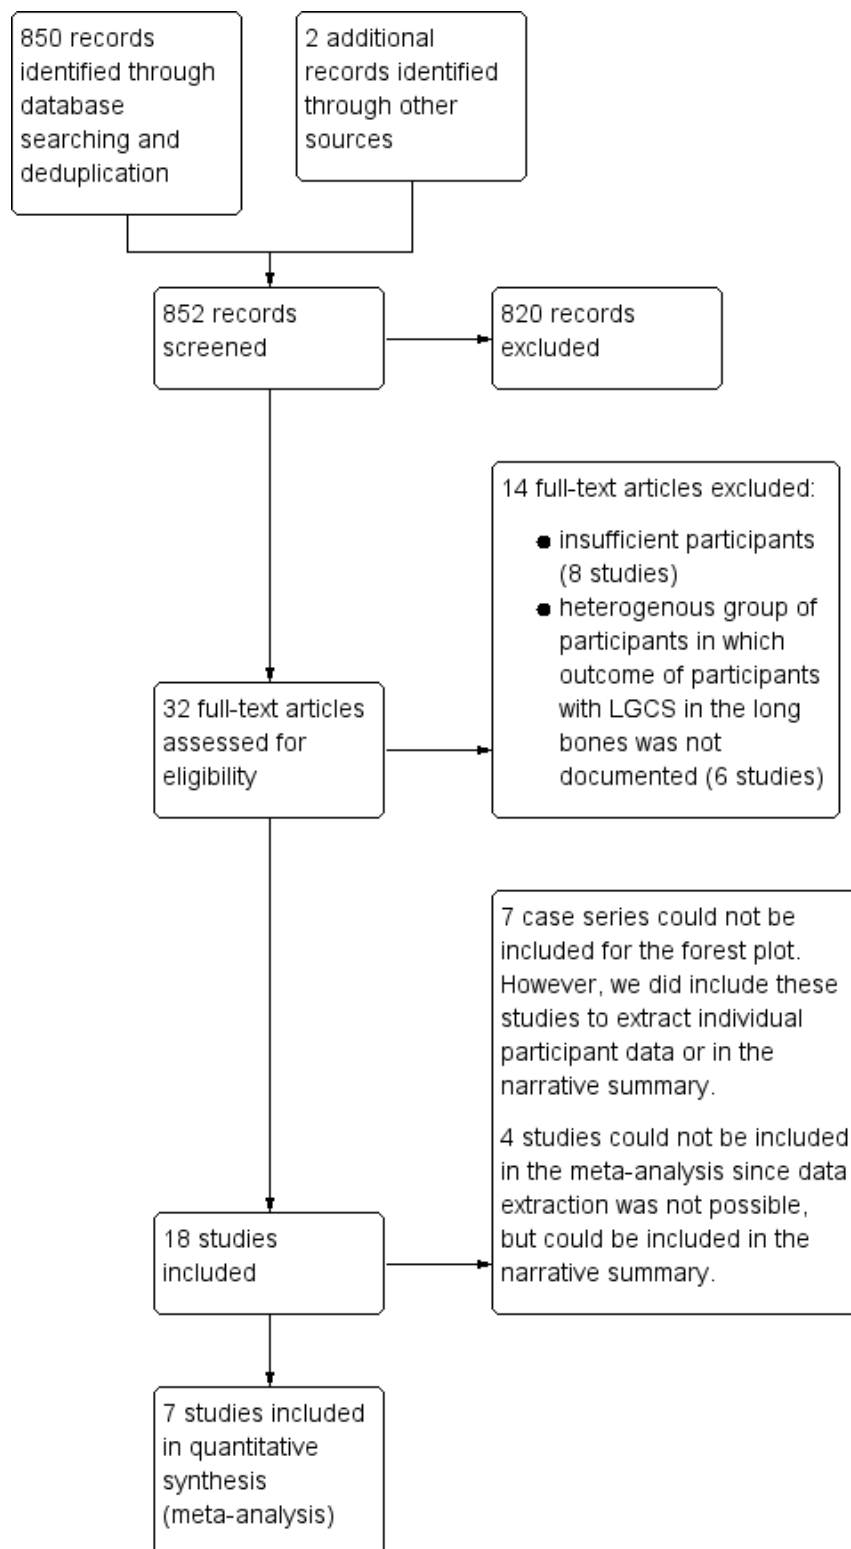 850 records
identified through
database
searching and
deduplication
2 additional
records identified
through other
sources
852 records
screened
820 records
excluded
14 full-text articles excluded:
● insufficient participants
(8 studies)
● heterogenous group of
participants in which
outcome of participants
with LGCS in the long
bones was not
documented (6 studies)
32 full-text articles
assessed for
eligibility
7 case series could not be
included for the forest plot.
However, we did include these
studies to extract individual
participant data or in the
narrative summary.
4 studies could not be included
in the meta-analysis since data
extraction was not possible,
but could be included in the
narrative summary.
18 studies
included
7 studies included
in quantitative
synthesis
(meta-analysis)